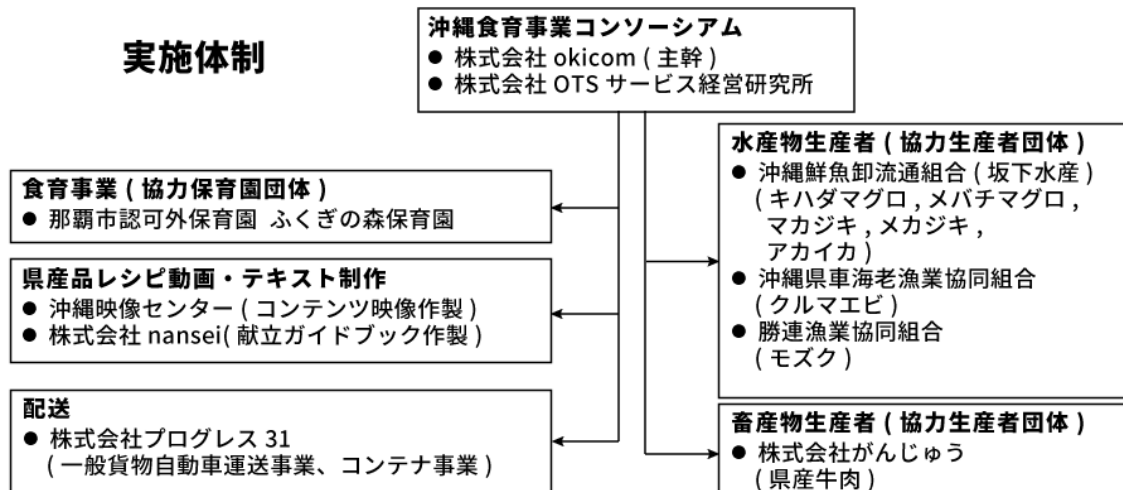 実施体制
沖縄食育事業コンソーシアム
● 株式会社 okicom ( 主幹 )
● 株式会社 OTS サービス経営研究所
食育事業 ( 協力保育園団体 )
● 那覇市認可外保育園 ふくぎの森保育園
県産品レシピ動画・テキスト制作
● 沖縄映像センター ( コンテンツ映像作製 )
● 株式会社 nansei( 献立ガイドブック作製 )
配送
● 株式会社プログレス 31
( 一般貨物自動車運送事業、コンテナ事業 )
水産物生産者 ( 協力生産者団体 )
● 沖縄鮮魚卸流通組合 ( 坂下水産 )
( キハダマグロ , メバチマグロ ,
マカジキ , メカジキ ,
アカイカ )
● 沖縄県車海老漁業協同組合
( クルマエビ )
● 勝連漁業協同組合
( モズク )
畜産物生産者 ( 協力生産者団体 )
● 株式会社がんじゅう
( 県産牛肉 )